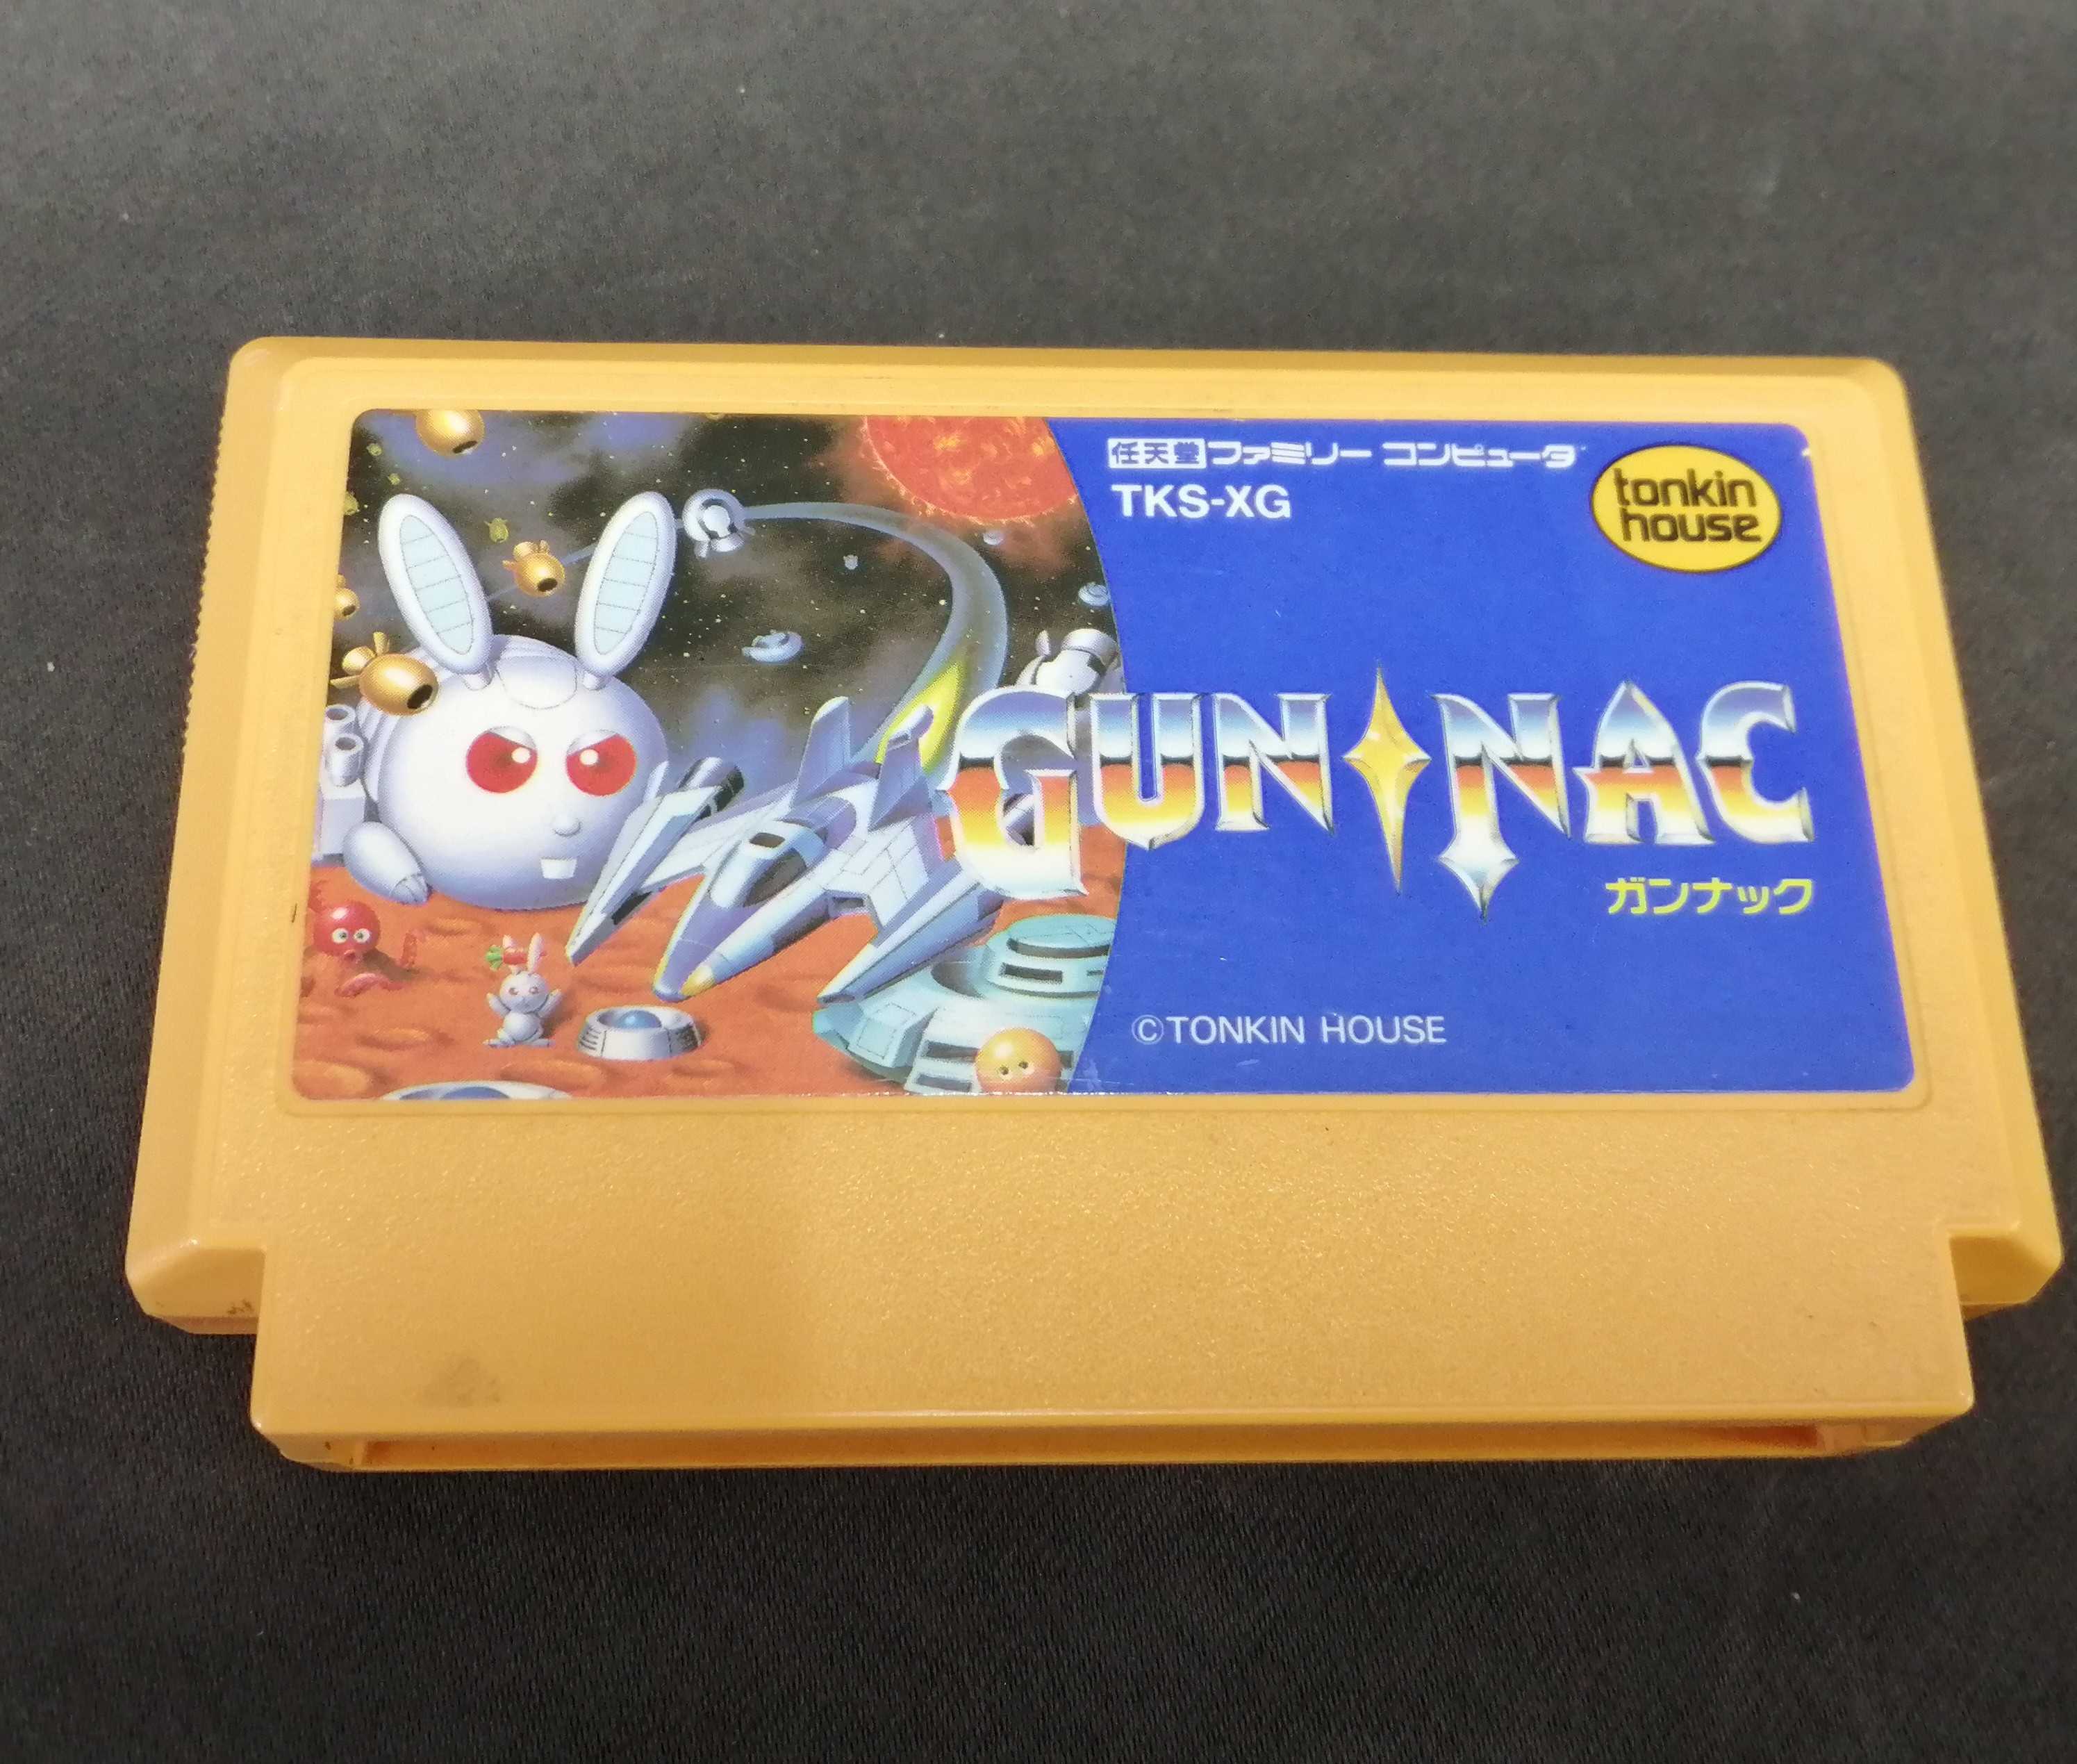 任天堂ファミリーコンピュータ
TKS-XG
tonkin
house
GUN NAC
ガンナック
©TONKIN HOUSE